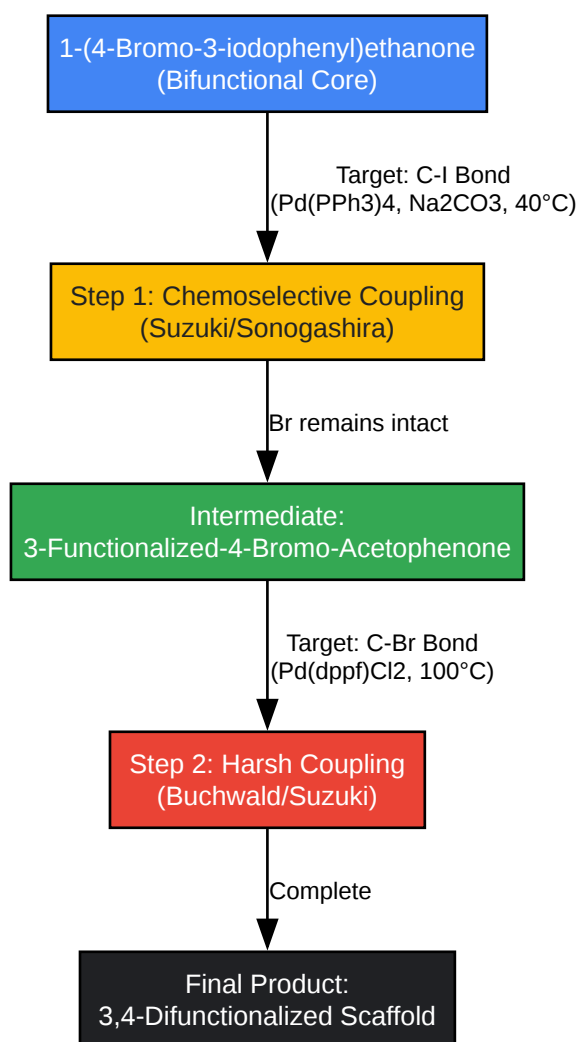 1-(4-Bromo-3-iodophenyl)ethanone
(Bifunctional Core)
Target: C-I Bond
(Pd(PPh3)4, Na2CO3, 40°C)
Step 1: Chemoselective Coupling
(Suzuki/Sonogashira)
Br remains intact
Intermediate:
3-Functionalized-4-Bromo-Acetophenone
Target: C-Br Bond
(Pd(dppf)Cl2, 100°C)
Step 2: Harsh Coupling
(Buchwald/Suzuki)
Complete
Final Product:
3,4-Difunctionalized Scaffold